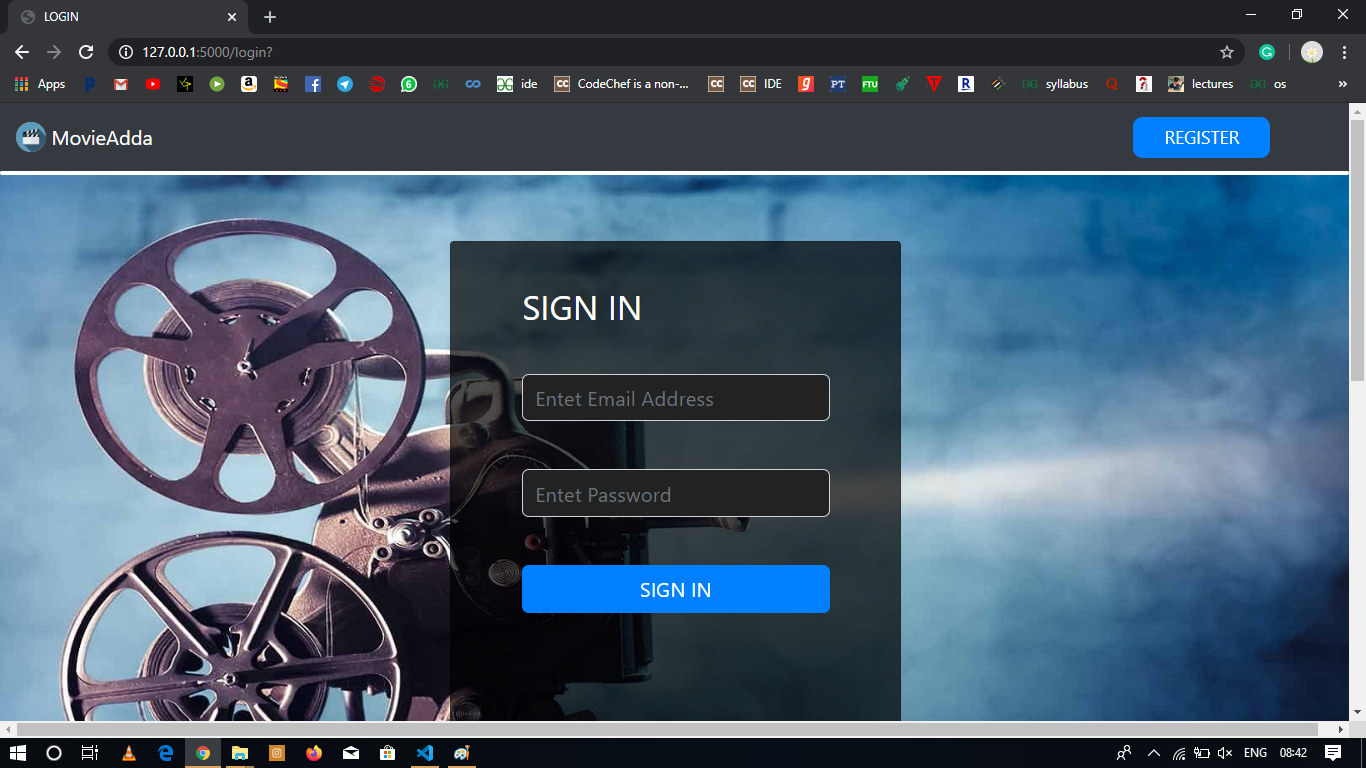 LOGIN
127.0.0.1:5000/login?
Apps
ide
CodeChef is a non-...
IDE
syllabus
lectures
os
MovieAdda
REGISTER
SIGN IN
Entet Email Address
Entet Password
SIGN IN
ENG
08:42